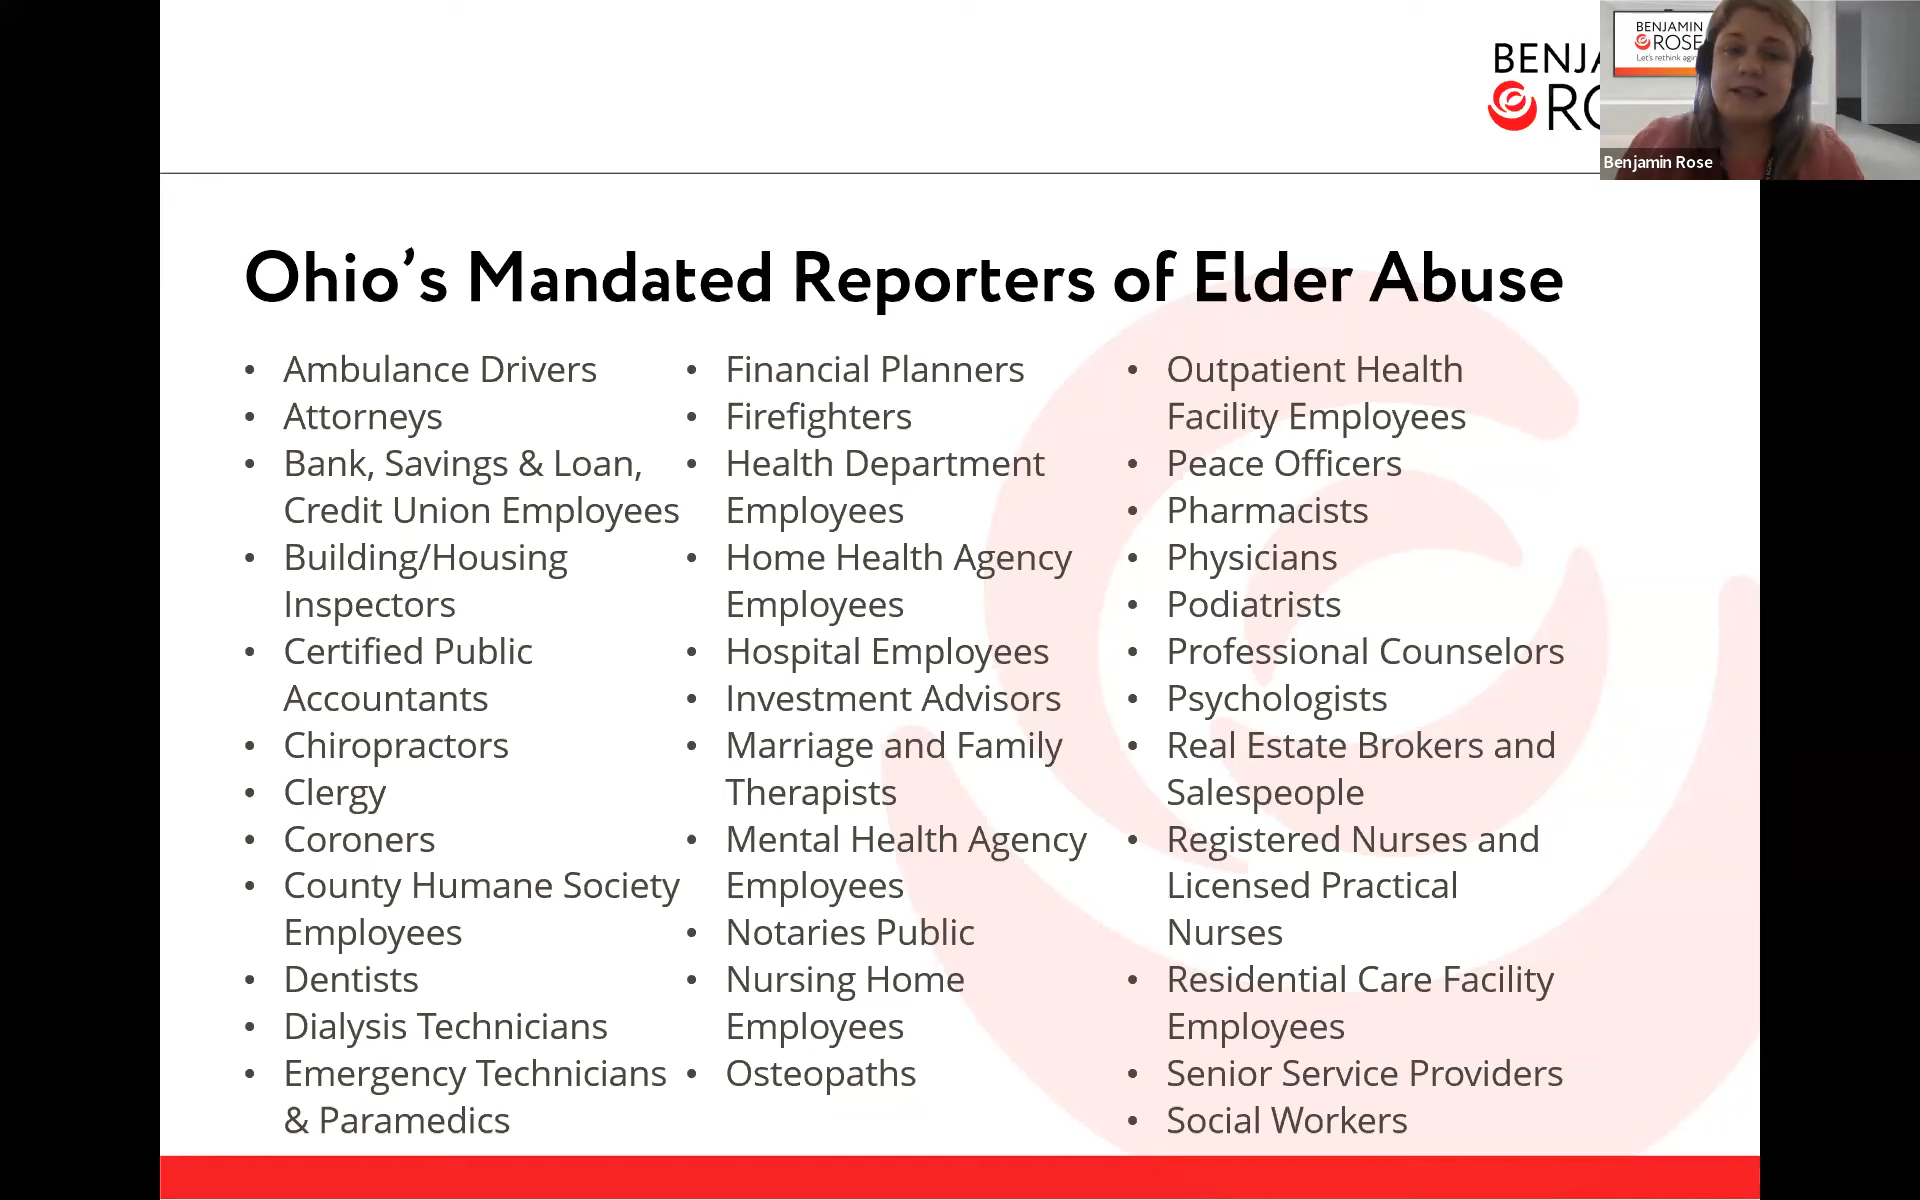 BENJA
RO
BENJAMIN
ROSE
Let's rethink agin
Benjamin Rose
Ohio’s Mandated Reporters of Elder Abuse
• Ambulance Drivers
• Attorneys
• Bank, Savings & Loan,
Credit Union Employees
• Building/Housing
Inspectors
• Certified Public
Accountants
• Chiropractors
• Clergy
• Coroners
• County Humane Society
Employees
• Dentists
• Dialysis Technicians
• Emergency Technicians
& Paramedics
• Financial Planners
• Firefighters
• Health Department
Employees
• Home Health Agency
Employees
• Hospital Employees
• Investment Advisors
• Marriage and Family
Therapists
• Mental Health Agency
Employees
• Notaries Public
• Nursing Home
Employees
• Osteopaths
• Outpatient Health
Facility Employees
• Peace Officers
• Pharmacists
• Physicians
• Podiatrists
• Professional Counselors
• Psychologists
• Real Estate Brokers and
Salespeople
• Registered Nurses and
Licensed Practical
Nurses
• Residential Care Facility
Employees
• Senior Service Providers
• Social Workers